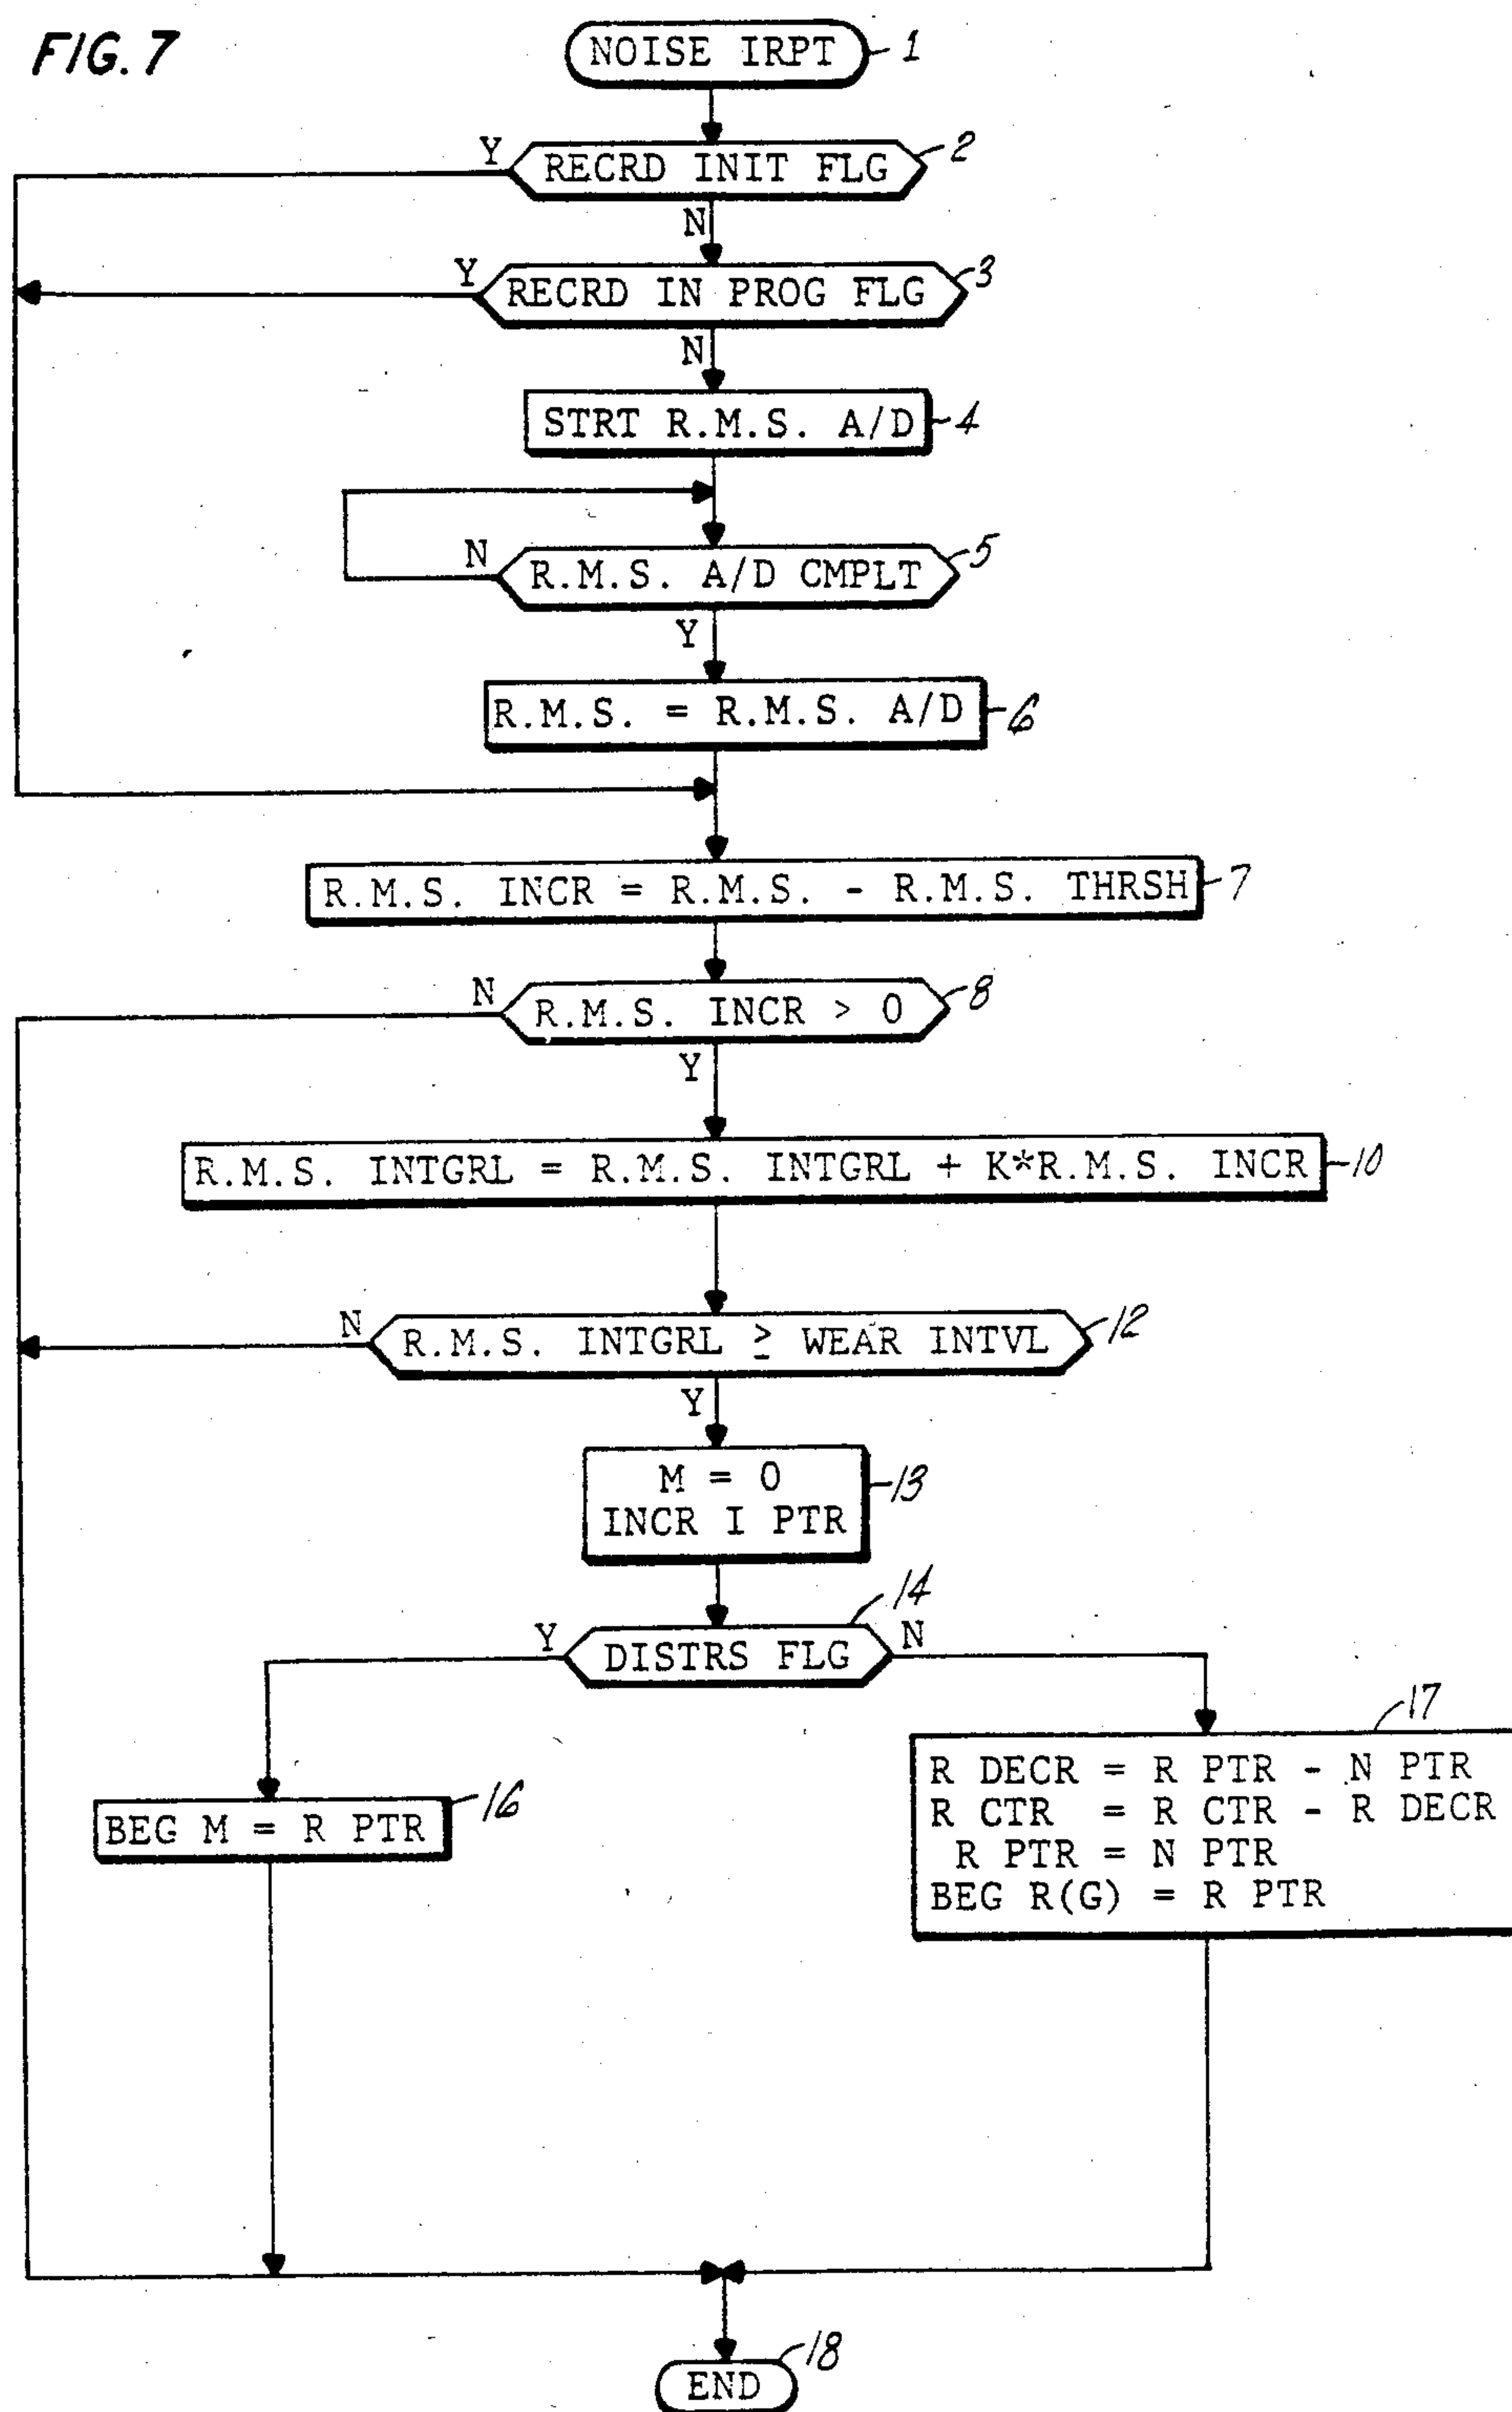 FIG. 7
NOISE IRPT
1
Y
RECRD INIT FLG
2
N
Y
RECRD IN PROG FLG
3
N
STRT R.M.S. A/D
4
N
R.M.S. A/D CMPLT
5
Y
R.M.S. = R.M.S. A/D
6
R.M.S. INCR = R.M.S. - R.M.S. THRSH
7
N
R.M.S. INCR > 0
8
Y
R.M.S. INTGRL = R.M.S. INTGRL + K*R.M.S. INCR
10
N
R.M.S. INTGRL ≥ WEAR INTVL
12
Y
M = 0
INCR I PTR
13
14
Y
DISTRS FLG
N
17
R DECR = R PTR - N PTR
R CTR = R CTR - R DECR
R PTR = N PTR
BEG R(G) = R PTR
BEG M = R PTR
16
18
END